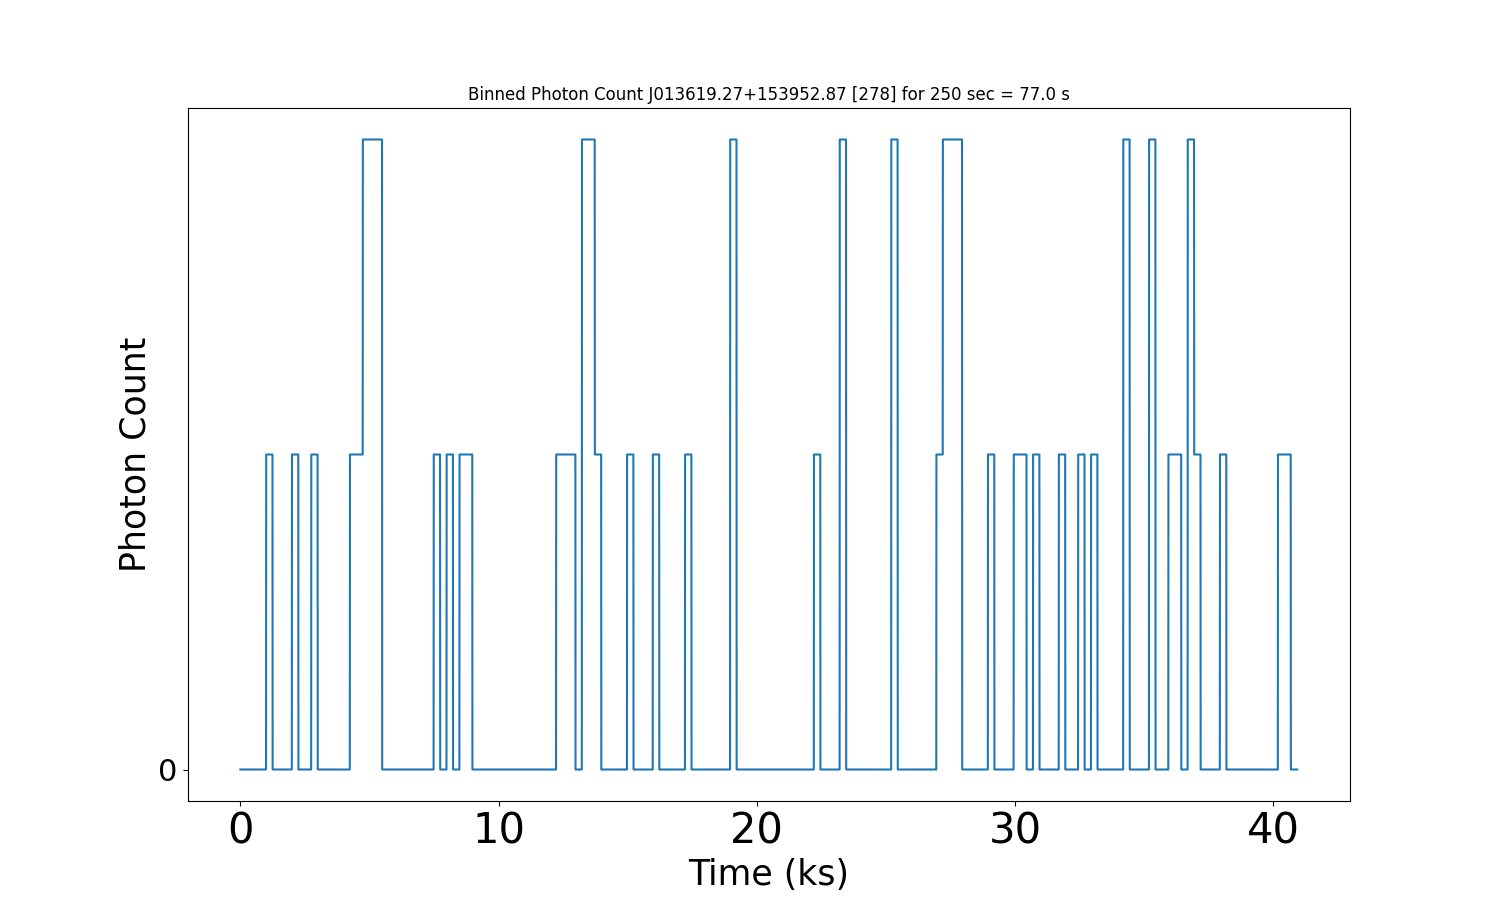 Binned Photon Count J013619.27+153952.87 [278] for 250 sec = 77.0 s
Photon Count
0
0 10 20 30 40
Time (ks)